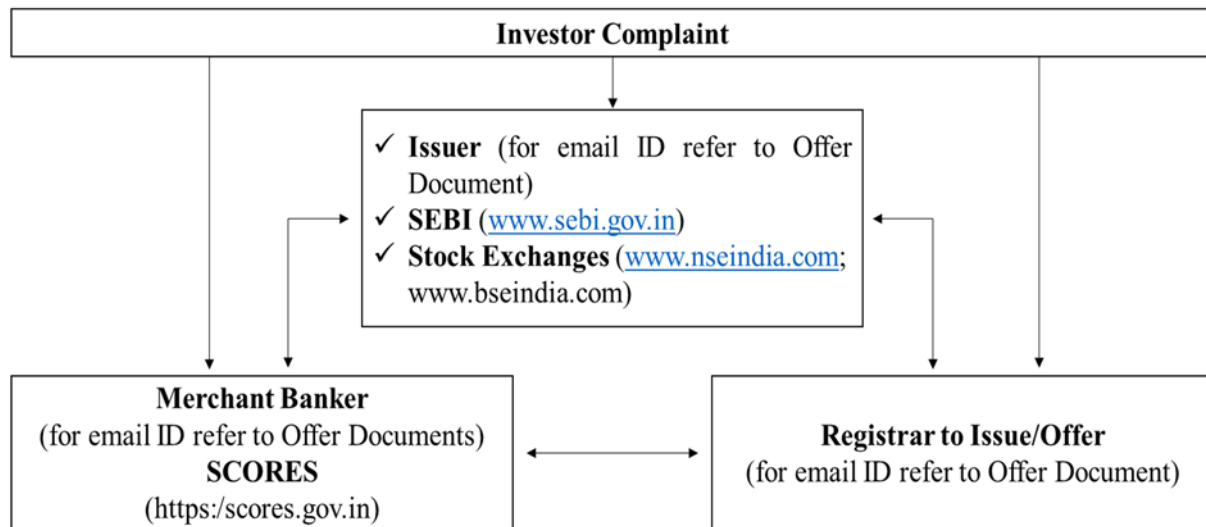 Investor Complaint
✓ Issuer (for email ID refer to Offer
Document)
✓ SEBI (www.sebi.gov.in)
✓ Stock Exchanges (www.nseindia.com;
www.bseindia.com)
Merchant Banker
(for email ID refer to Offer Documents)
SCORES
(https:/scores.gov.in)
Registrar to Issue/Offer
(for email ID refer to Offer Document)